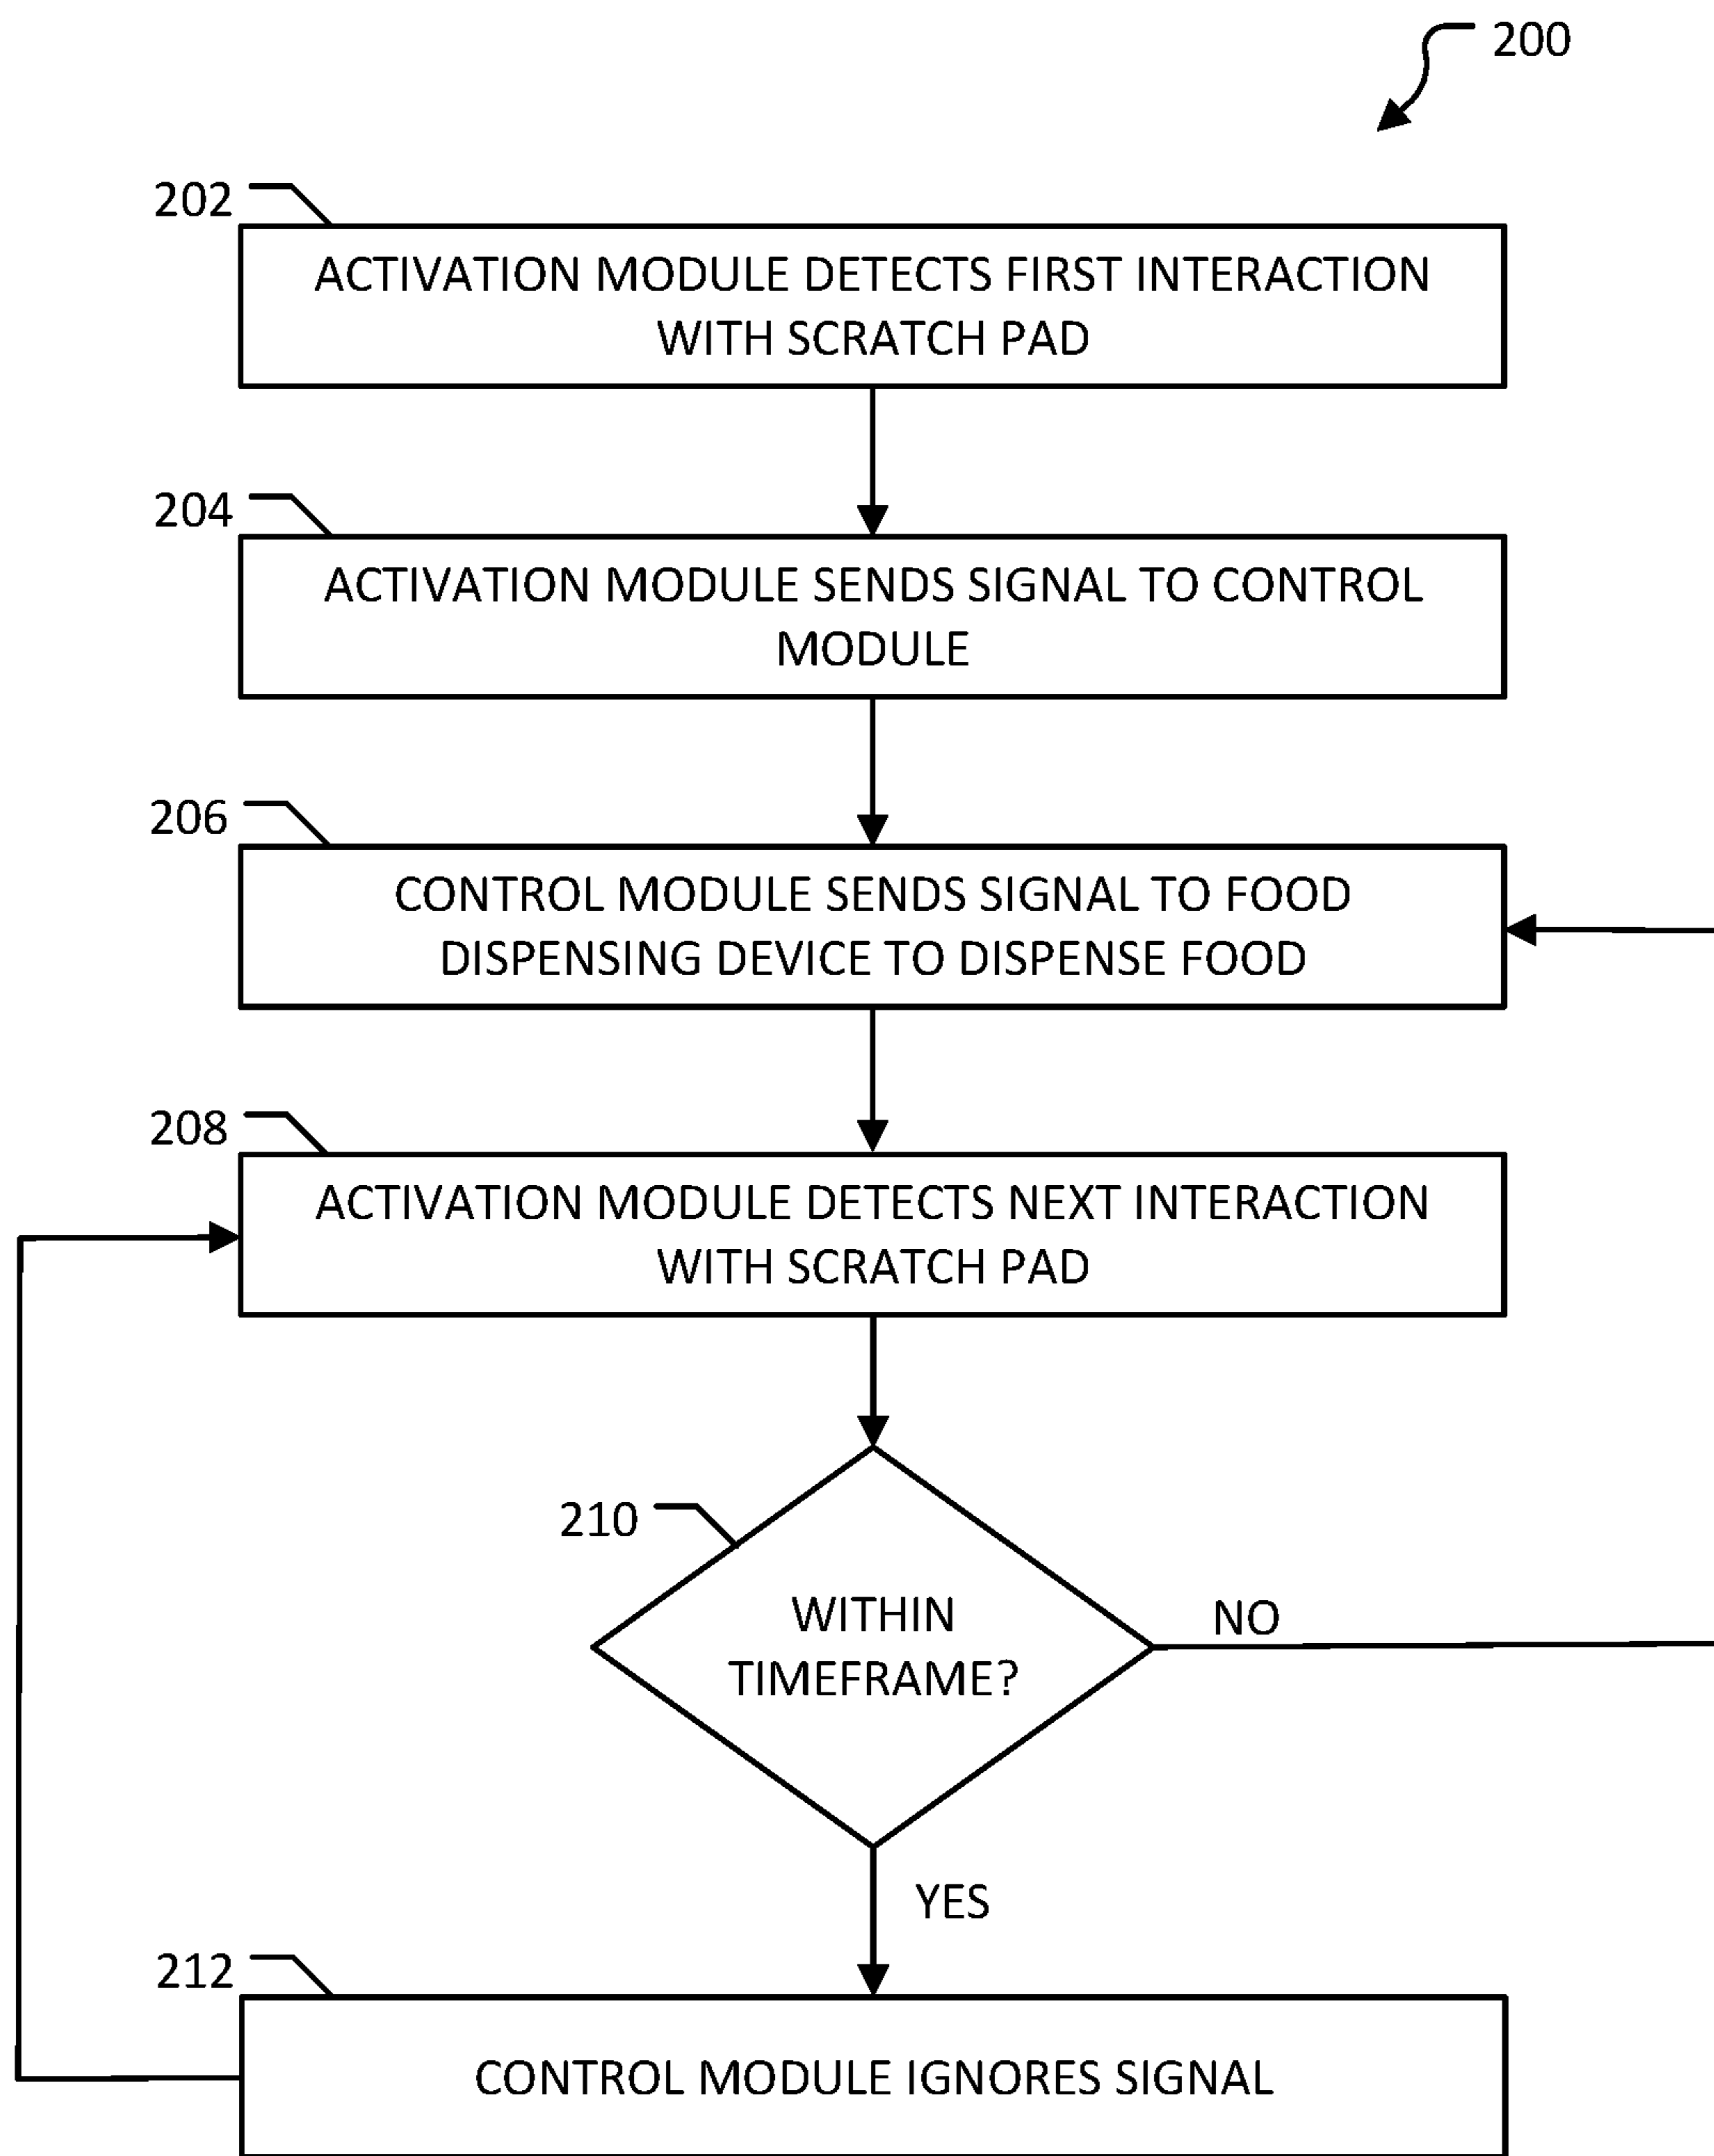 200
202
ACTIVATION MODULE DETECTS FIRST INTERACTION
WITH SCRATCH PAD
204
ACTIVATION MODULE SENDS SIGNAL TO CONTROL
MODULE
206
CONTROL MODULE SENDS SIGNAL TO FOOD
DISPENSING DEVICE TO DISPENSE FOOD
208
ACTIVATION MODULE DETECTS NEXT INTERACTION
WITH SCRATCH PAD
210
WITHIN
TIMEFRAME?
NO
YES
212
CONTROL MODULE IGNORES SIGNAL